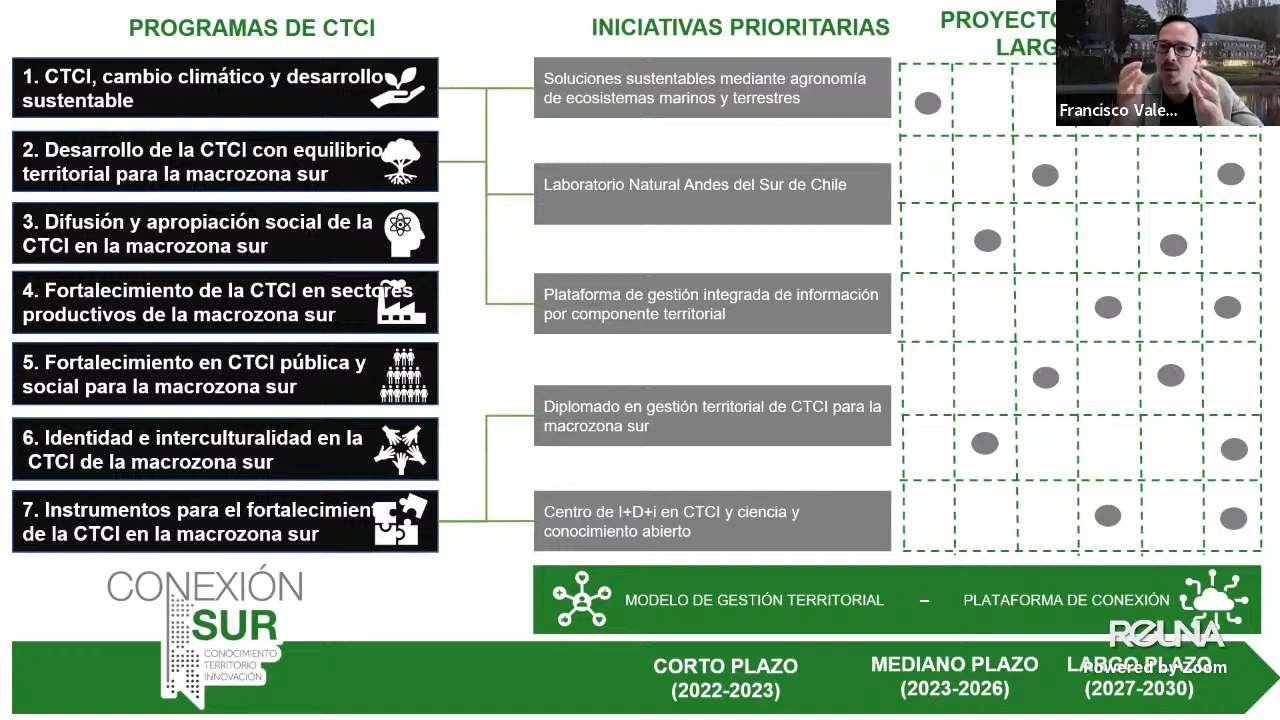 PROGRAMAS DE CTCI
1. CTCI, cambio climático y desarrollo
sustentable
2. Desarrollo de la CTCI con equilibrio
territorial para la macrozona sur
3. Difusión y apropiación social de la
CTCI en la macrozona sur
4. Fortalecimiento de la CTCI en sectores
productivos de la macrozona sur
5. Fortalecimiento en CTCI pública y
social para la macrozona sur
6. Identidad e interculturalidad en la
CTCI de la macrozona sur
7. Instrumentos para el fortalecimient
de la CTCI en la macrozona sur
INICIATIVAS PRIORITARIAS
Soluciones sustentables mediante agronomía
de ecosistemas marinos y terrestres
Laboratorio Natural Andes del Sur de Chile
Plataforma de gestión integrada de información
por componente territorial
Diplomado en gestión territorial de CTCI para la
macrozona sur
Centro de I+D+i en CTCI y ciencia y
conocimiento abierto
PROYECTO
LARG
Francisco Vale...
MODELO DE GESTIÓN TERRITORIAL – PLATAFORMA DE CONEXIÓN
CONEXIÓN
SUR
CONOCIMIENTO
TERRITORIO
INNOVACIÓN
CORTO PLAZO
(2022-2023)
MEDIANO PLAZO
(2023-2026)
LARGO PLAZO
(2027-2030)
REUNA
Powered by Zoom